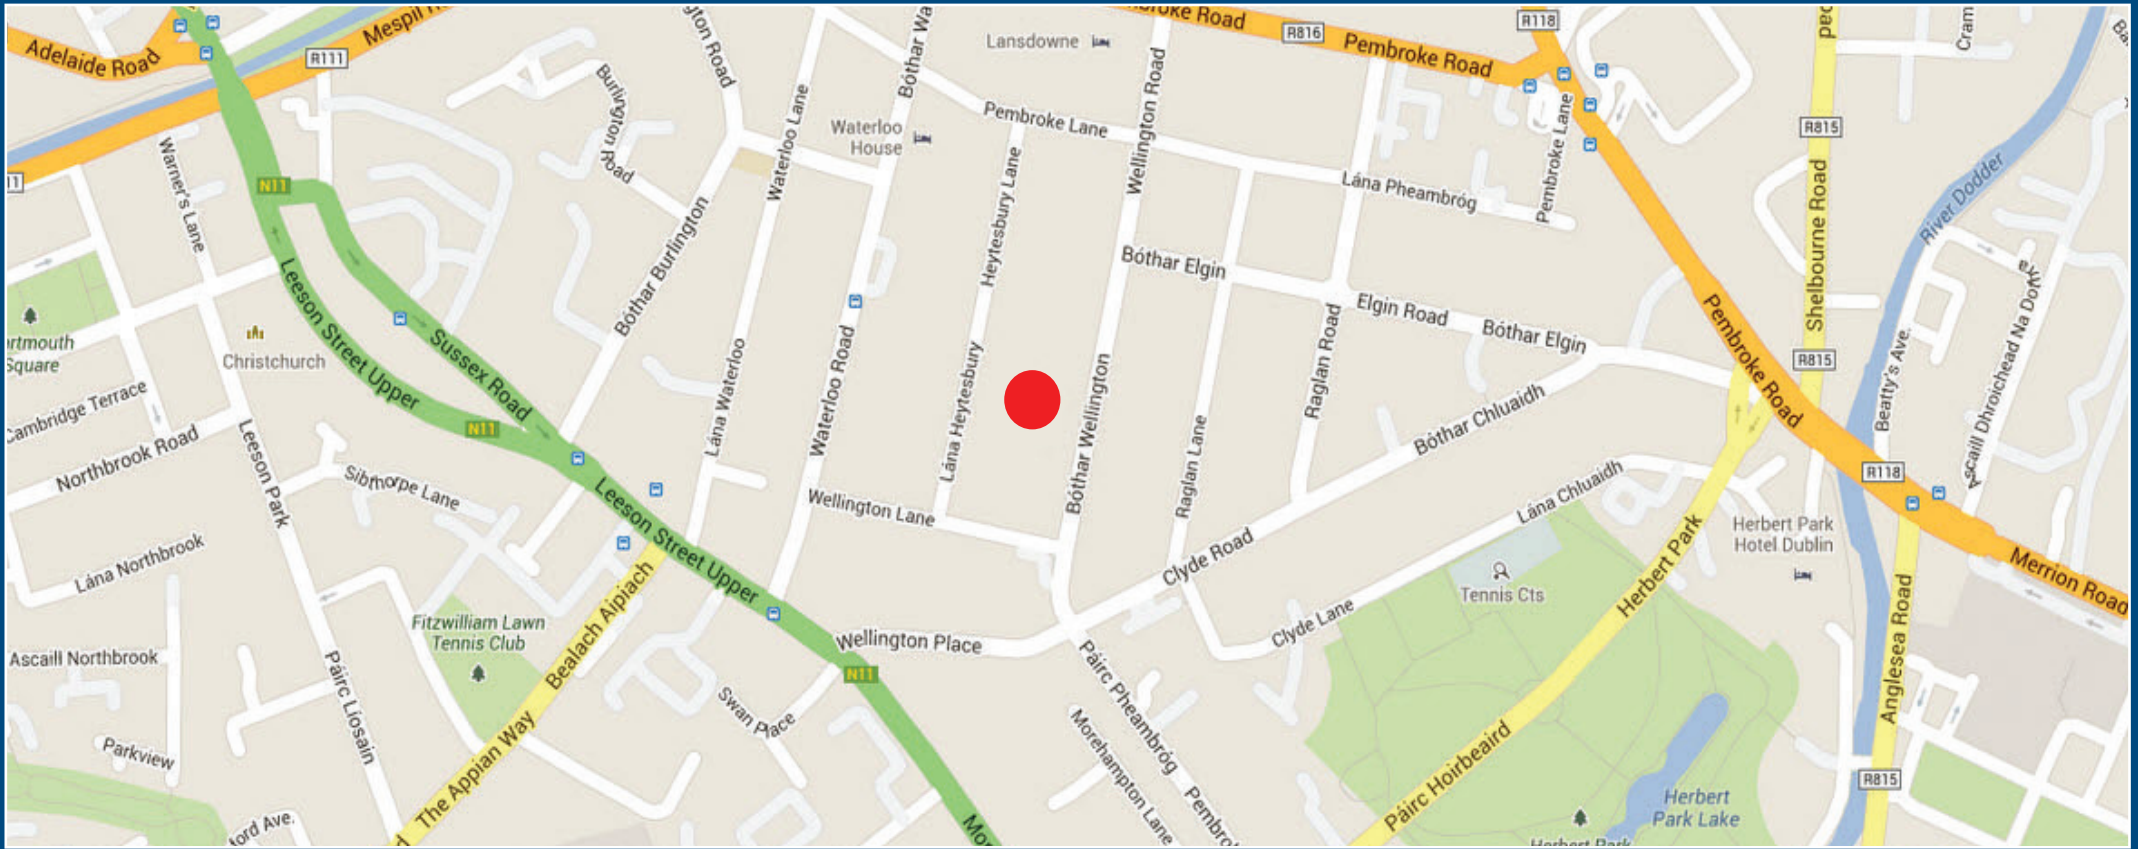 Adelaide Road
Mespil
R111
Burlington Road
Lansdowne
R816
Pembroke Road
R118
Wellington Road
Bóthar
Waterloo Lane
Waterloo
House
Pembroke Lane
Heytesbury Lane
Lána Pheambróg
Pembroke Lane
R815
Shelbourne Road
River Dodder
Warner's Lane
N11
Bóthar Burlington
Bóthar Elgin
Elgin Road
Bóthar Elgin
Pembroke Road
R815
Beatty's Ave.
Ascaill Dhroichead Na
Christchurch
Square
Leeson Street Upper
Sussex Road
N11
Lána Waterloo
Waterloo Road
Lána Heytesbury
Bóthar Wellington
Raglan Lane
Raglan Road
Bóthar Chluaidh
Lána Chluaidh
R118
Cambridge Terrace
Northbrook Road
Leeson Park
Sibthorpe Lane
Leeson Street Upper
Wellington Lane
Clyde Road
Herbert Park
Hotel Dublin
Merrion Road
Lána Northbrook
Fitzwilliam Lawn
Tennis Club
Bealach Aipiach
Wellington Place
N11
Clyde Lane
Tennis Cts
Herbert Park
Anglesea Road
Ascaill Northbrook
Páirc Líosain
Swan Place
Páirc Pheambróg
Morehampton Lane
Parkview
The Appian Way
Páirc Hoirbeaird
R815
Herbert
Park Lake
Herbert Park